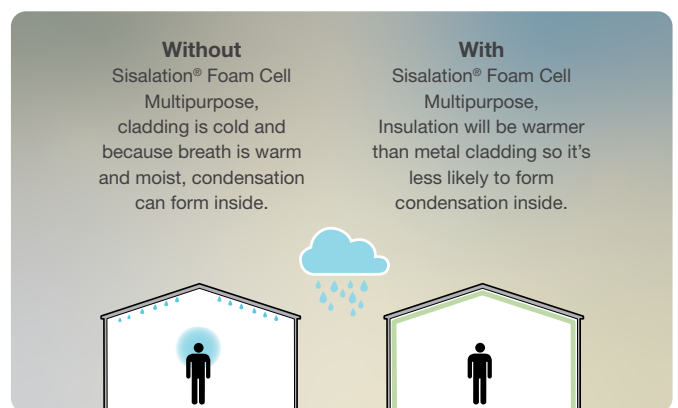 Without
Sisalation® Foam Cell
Multipurpose,
cladding is cold and
because breath is warm
and moist, condensation
can form inside.
With
Sisalation® Foam Cell
Multipurpose,
Insulation will be warmer
than metal cladding so it's
less likely to form
condensation inside.